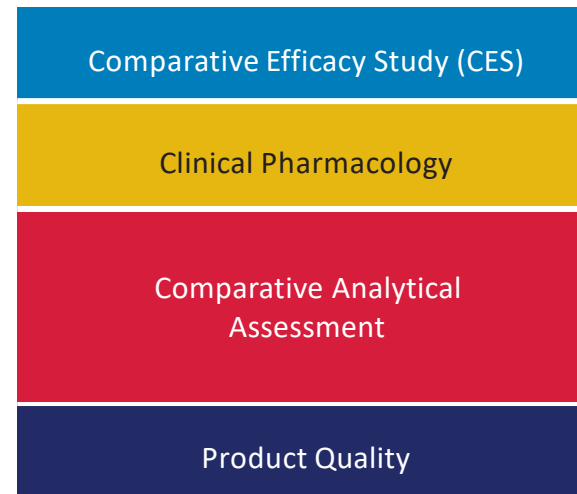 Comparative Efficacy Study (CES)
Clinical Pharmacology
Comparative Analytical
Assessment
Product Quality